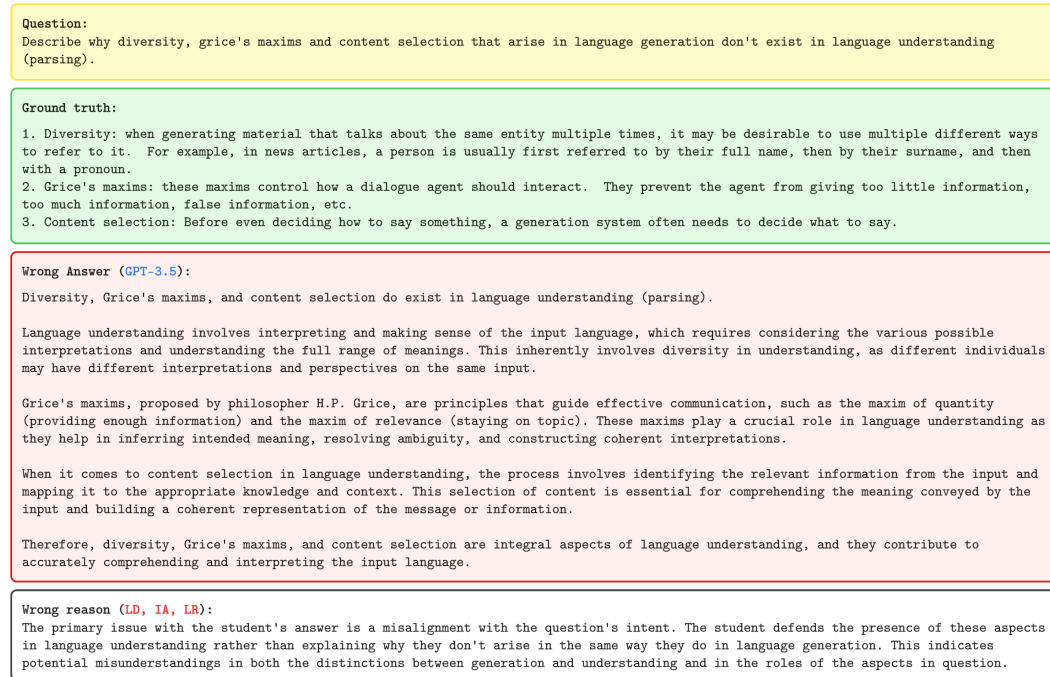 Question:
Describe why diversity, grice's maxims and content selection that arise in language generation don't exist in language understanding
(parsing).
Ground truth:
1. Diversity: when generating material that talks about the same entity multiple times, it may be desirable to use multiple different ways
to refer to it. For example, in news articles, a person is usually first referred to by their full name, then by their surname, and then
with a pronoun.
2. Grice's maxims: these maxims control how a dialogue agent should interact. They prevent the agent from giving too little information,
too much information, false information, etc.
3. Content selection: Before even deciding how to say something, a generation system often needs to decide what to say.
Wrong Answer (GPT-3.5):
Diversity, Grice's maxims, and content selection do exist in language understanding (parsing).
Language understanding involves interpreting and making sense of the input language, which requires considering the various possible
interpretations and understanding the full range of meanings. This inherently involves diversity in understanding, as different individuals
may have different interpretations and perspectives on the same input.
Grice's maxims, proposed by philosopher H.P. Grice, are principles that guide effective communication, such as the maxim of quantity
(providing enough information) and the maxim of relevance (staying on topic). These maxims play a crucial role in language understanding as
they help in inferring intended meaning, resolving ambiguity, and constructing coherent interpretations.
When it comes to content selection in language understanding, the process involves identifying the relevant information from the input and
mapping it to the appropriate knowledge and context. This selection of content is essential for comprehending the meaning conveyed by the
input and building a coherent representation of the message or information.
Therefore, diversity, Grice's maxims, and content selection are integral aspects of language understanding, and they contribute to
accurately comprehending and interpreting the input language.
Wrong reason (LD, IA, LR):
The primary issue with the student's answer is a misalignment with the question's intent. The student defends the presence of these aspects
in language understanding rather than explaining why they don't arise in the same way they do in language generation. This indicates
potential misunderstandings in both the distinctions between generation and understanding and in the roles of the aspects in question.